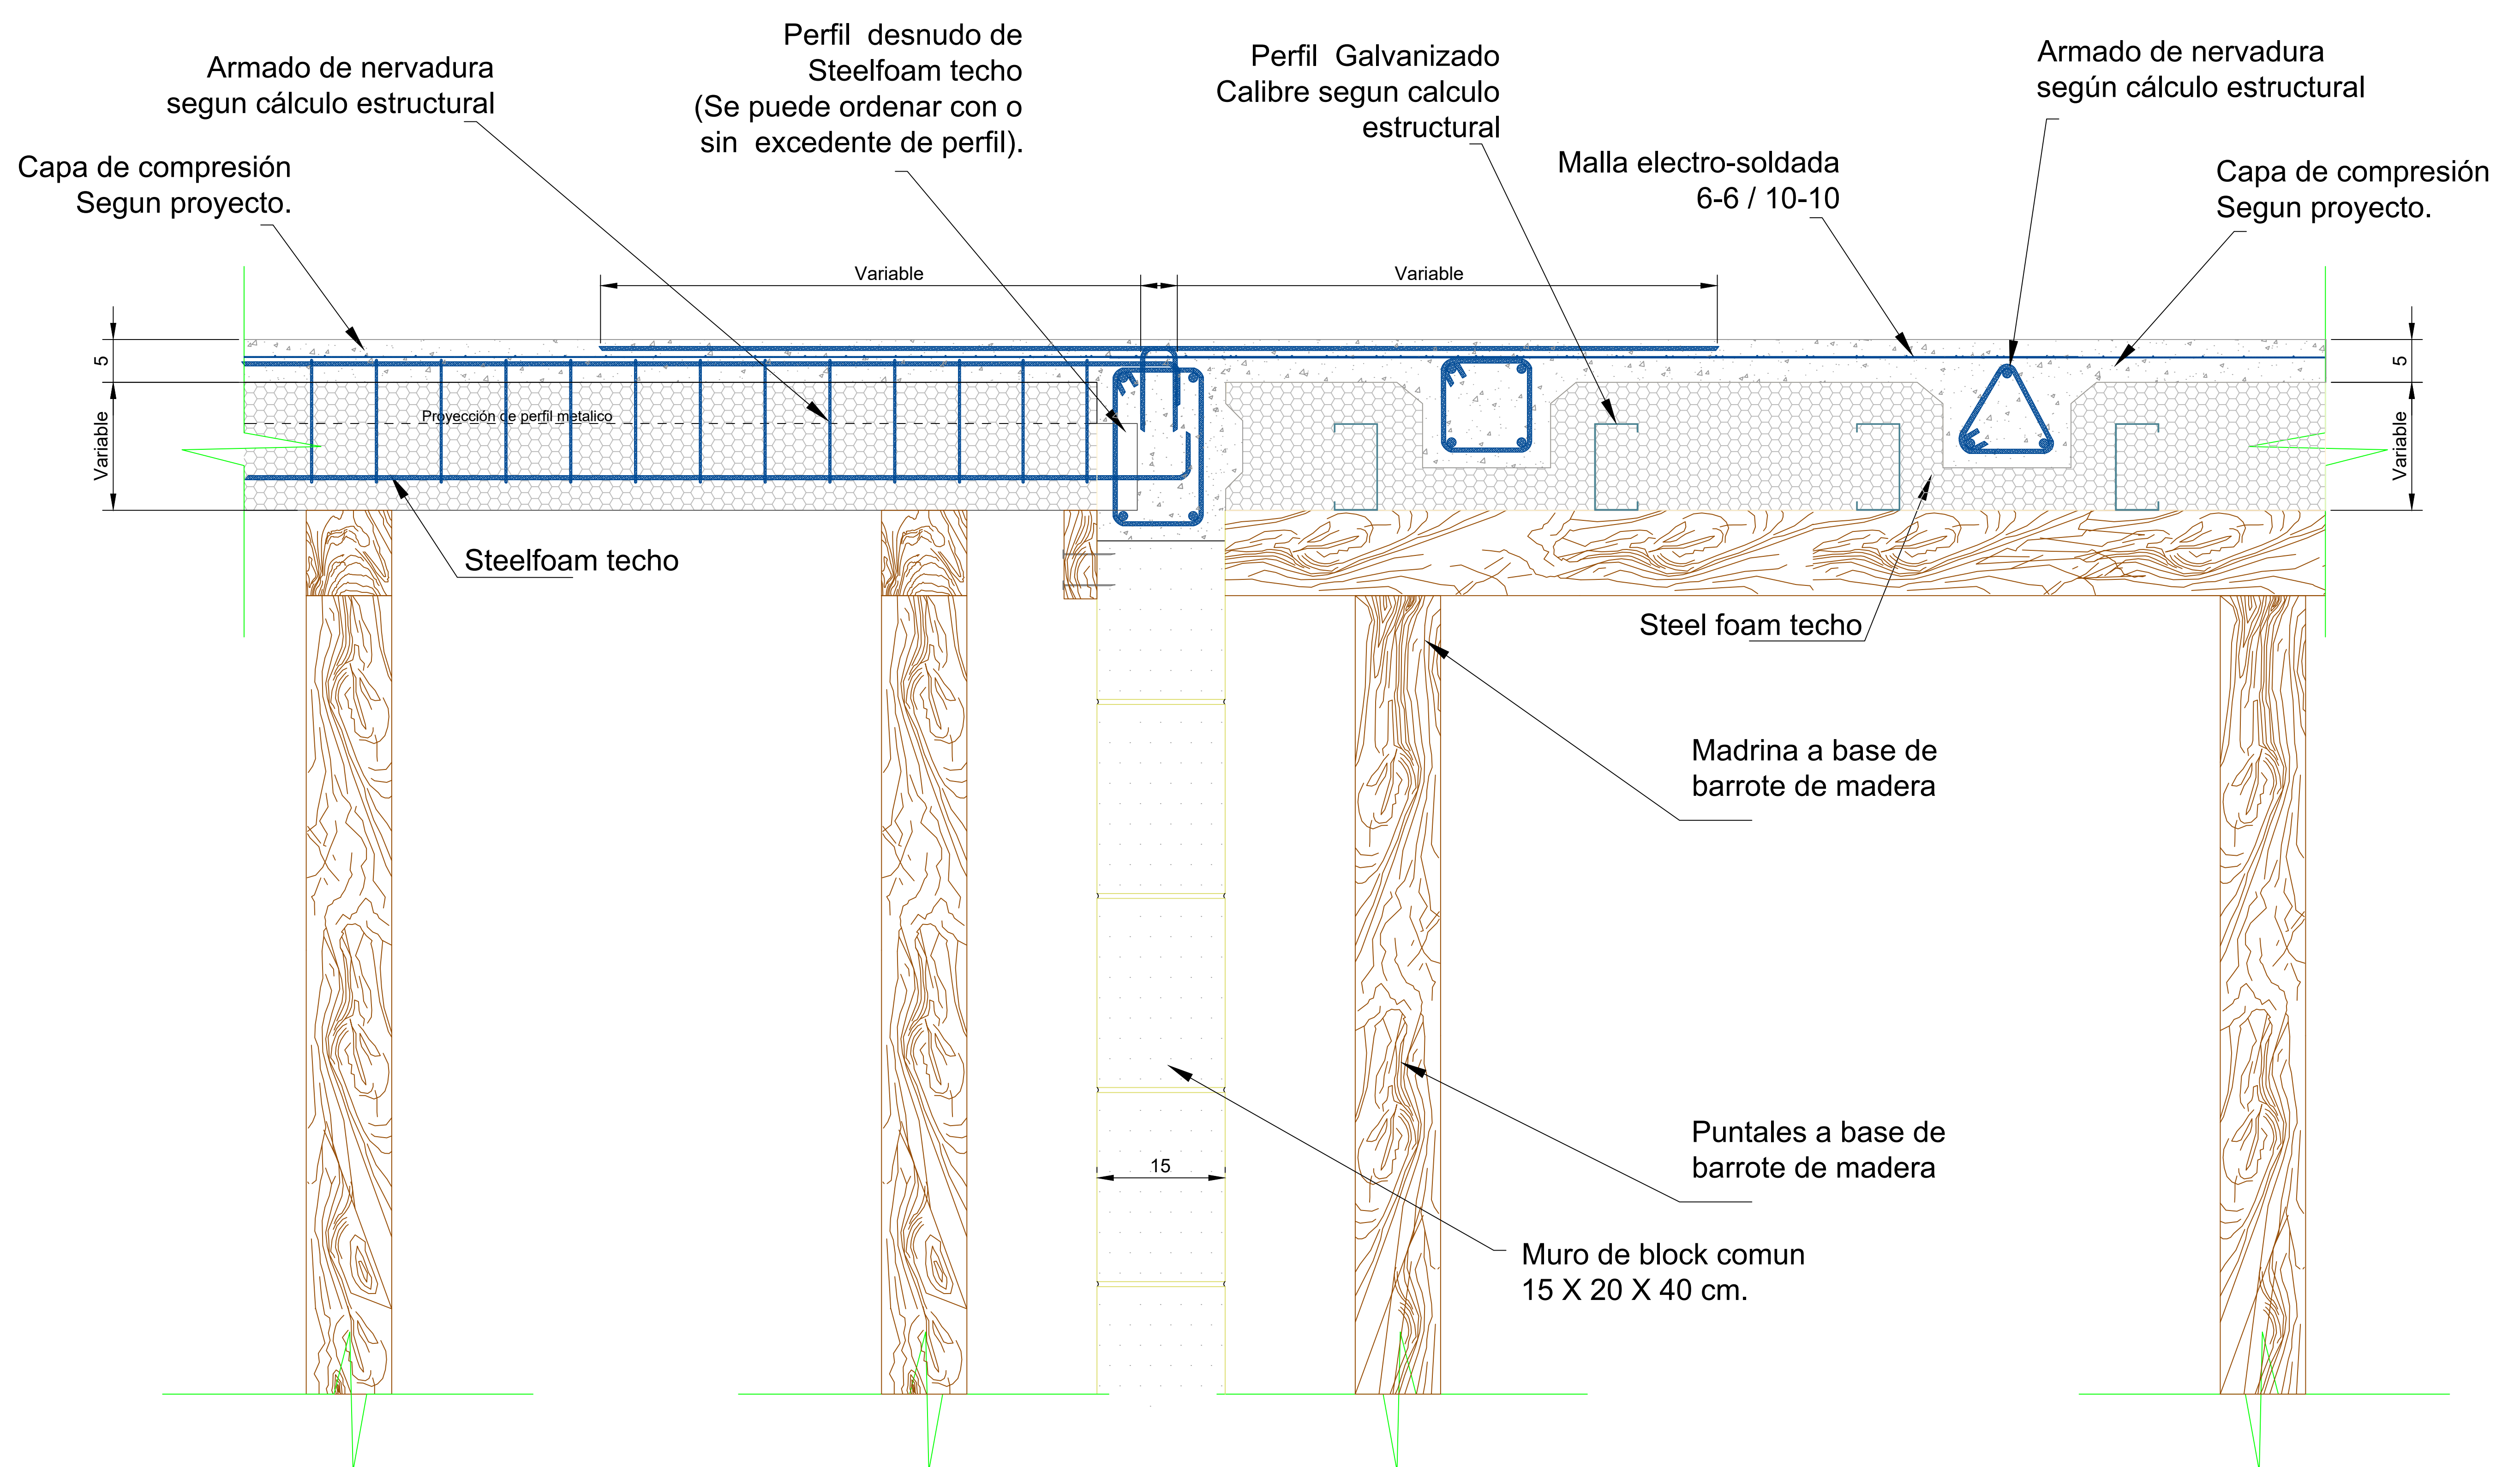 Perfil  desnudo de
Steelfoam techo
(Se puede ordenar con o
sin  excedente de perfil).
Armado de nervadura
segun cálculo estructural
Capa de compresión
Segun proyecto.
Perfil  Galvanizado
Calibre segun calculo
estructural
Armado de nervadura
según cálculo estructural
Malla electro-soldada
6-6 / 10-10
Capa de compresión
Segun proyecto.
Variable
Variable
5
5
Variable
Variable
Proyección de perfil metalico
Steelfoam techo
Steel foam techo
Madrina a base de
barrote de madera
Puntales a base de
barrote de madera
15
Muro de block comun
15 X 20 X 40 cm.